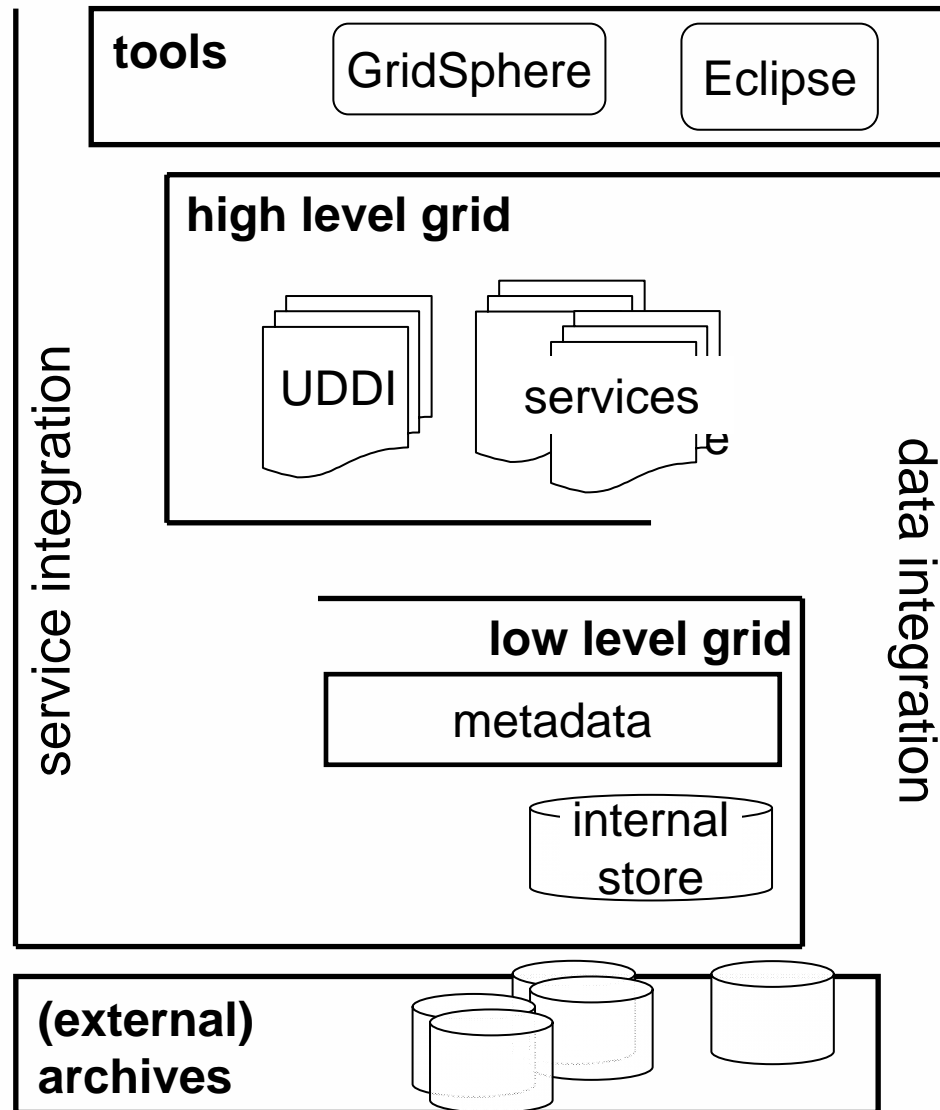 tools
GridSphere
Eclipse
high level grid
UDDI
services
e
service integration
data integration
low level grid
metadata
internal
store
(external)
archives